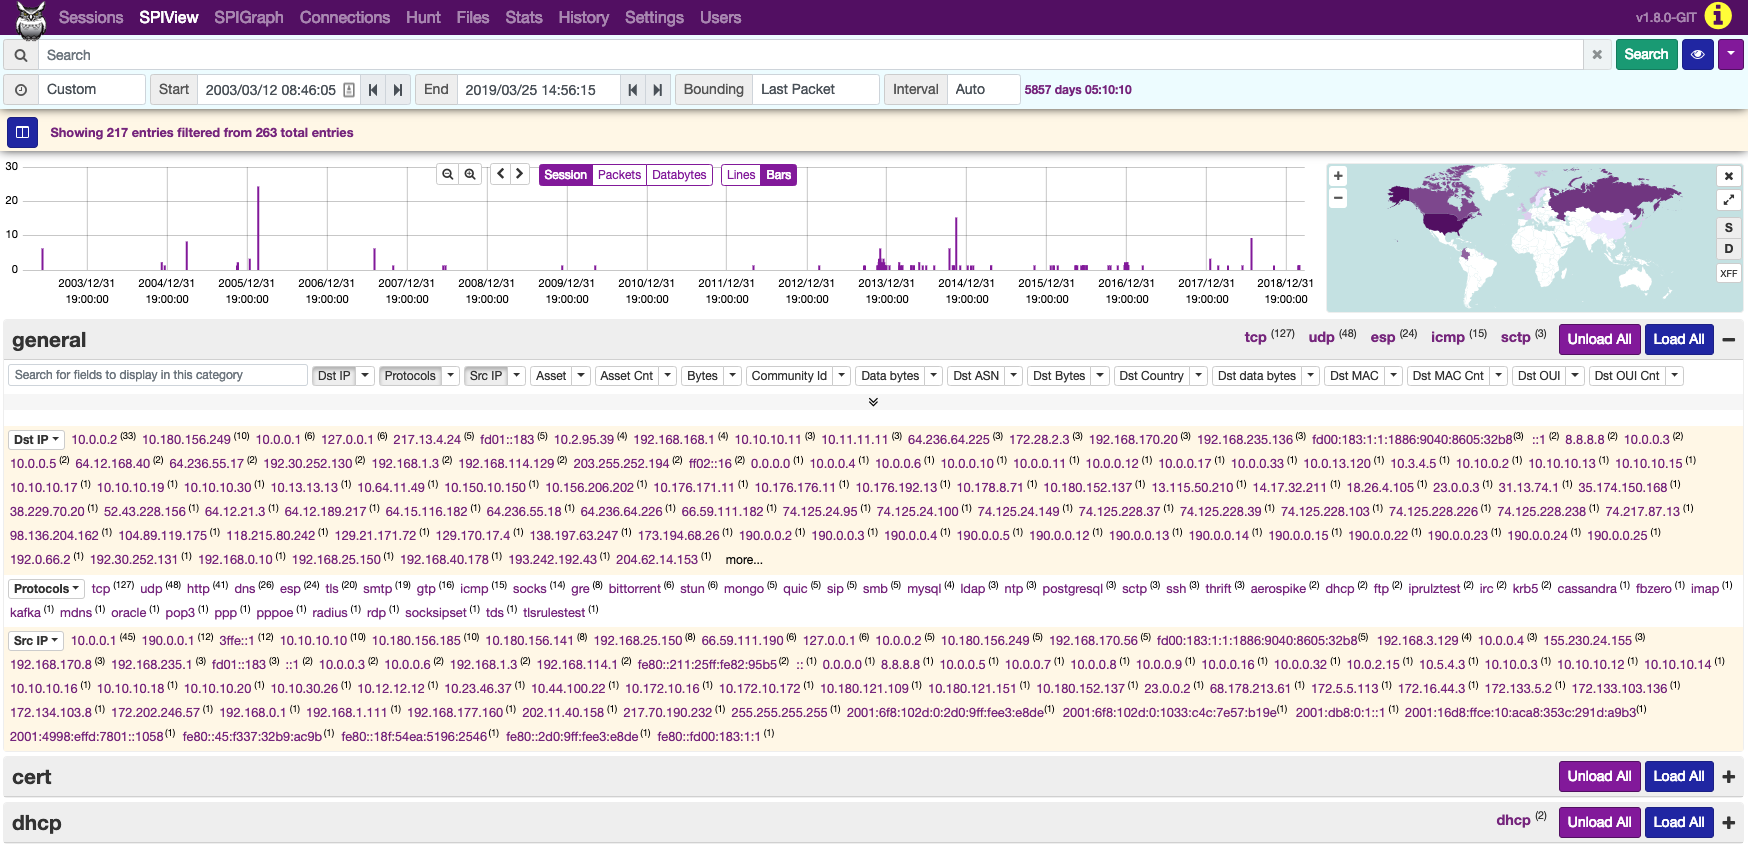 Sessions SPIView SPIGraph Connections Hunt Files Stats History Settings Users v1.8.0-GIT
Search Search
Custom Start 2003/03/12 08:46:05 End 2019/03/25 14:56:15 Bounding Last Packet Interval Auto 5857 days 05:10:10
Showing 217 entries filtered from 263 total entries
Session Packets Databytes Lines Bars
30
20
10
0
2003/12/31 2004/12/31 2005/12/31 2006/12/31 2007/12/31 2008/12/31 2009/12/31 2010/12/31 2011/12/31 2012/12/31 2013/12/31 2014/12/31 2015/12/31 2016/12/31 2017/12/31 2018/12/31
19:00:00 19:00:00 19:00:00 19:00:00 19:00:00 19:00:00 19:00:00 19:00:00 19:00:00 19:00:00 19:00:00 19:00:00 19:00:00 19:00:00 19:00:00 19:00:00
+
−
S
D
XFF
general tcp (127) udp (48) esp (24) icmp (15) sctp (3) Unload All Load All
Search for fields to display in this category Dst IP Protocols Src IP Asset Asset Cnt Bytes Community Id Data bytes Dst ASN Dst Bytes Dst Country Dst data bytes Dst MAC Dst MAC Cnt Dst OUI Dst OUI Cnt
Dst IP 10.0.0.2 (33) 10.180.156.249 (10) 10.0.0.1 (6) 127.0.0.1 (6) 217.13.4.24 (5) fd01::183 (5) 10.2.95.39 (4) 192.168.168.1 (4) 10.10.10.11 (3) 10.11.11.11 (3) 64.236.64.225 (3) 172.28.2.3 (3) 192.168.170.20 (3) 192.168.235.136 (3) fd00:183:1:1:1886:9040:8605:32b8 (3) ::1 (2) 8.8.8.8 (2) 10.0.0.3 (2)
10.0.0.5 (2) 64.12.168.40 (2) 64.236.55.17 (2) 192.30.252.130 (2) 192.168.1.3 (2) 192.168.114.129 (2) 203.255.252.194 (2) ff02::16 (2) 0.0.0.0 (1) 10.0.0.4 (1) 10.0.0.6 (1) 10.0.0.10 (1) 10.0.0.11 (1) 10.0.0.12 (1) 10.0.0.17 (1) 10.0.0.33 (1) 10.0.13.120 (1) 10.3.4.5 (1) 10.10.0.2 (1) 10.10.10.13 (1) 10.10.10.15 (1)
10.10.10.17 (1) 10.10.10.19 (1) 10.10.10.30 (1) 10.13.13.13 (1) 10.64.11.49 (1) 10.150.10.150 (1) 10.156.206.202 (1) 10.176.171.11 (1) 10.176.176.11 (1) 10.176.192.13 (1) 10.178.8.71 (1) 10.180.152.137 (1) 13.115.50.210 (1) 14.17.32.211 (1) 18.26.4.105 (1) 23.0.0.3 (1) 31.13.74.1 (1) 35.174.150.168 (1)
38.229.70.20 (1) 52.43.228.156 (1) 64.12.21.3 (1) 64.12.189.217 (1) 64.15.116.182 (1) 64.236.55.18 (1) 64.236.64.226 (1) 66.59.111.182 (1) 74.125.24.95 (1) 74.125.24.100 (1) 74.125.24.149 (1) 74.125.228.37 (1) 74.125.228.39 (1) 74.125.228.103 (1) 74.125.228.226 (1) 74.125.228.238 (1) 74.217.87.13 (1)
98.136.204.162 (1) 104.89.119.175 (1) 118.215.80.242 (1) 129.21.171.72 (1) 129.170.17.4 (1) 138.197.63.247 (1) 173.194.68.26 (1) 190.0.0.2 (1) 190.0.0.3 (1) 190.0.0.4 (1) 190.0.0.5 (1) 190.0.0.12 (1) 190.0.0.13 (1) 190.0.0.14 (1) 190.0.0.15 (1) 190.0.0.22 (1) 190.0.0.23 (1) 190.0.0.24 (1) 190.0.0.25 (1)
192.0.66.2 (1) 192.30.252.131 (1) 192.168.0.10 (1) 192.168.25.150 (1) 192.168.40.178 (1) 193.242.192.43 (1) 204.62.14.153 (1) more...
Protocols tcp (127) udp (48) http (41) dns (26) esp (24) tls (20) smtp (19) gtp (16) icmp (15) socks (14) gre (8) bittorrent (6) stun (6) mongo (5) quic (5) sip (5) smb (5) mysql (4) ldap (3) ntp (3) postgresql (3) sctp (3) ssh (3) thrift (3) aerospike (2) dhcp (2) ftp (2) iprulztest (2) irc (2) krb5 (2) cassandra (1) fbzero (1) imap (1)
kafka (1) mdns (1) oracle (1) pop3 (1) ppp (1) pppoe (1) radius (1) rdp (1) socksipset (1) tds (1) tlsrulestest (1)
Src IP 10.0.0.1 (45) 190.0.0.1 (12) 3ffe::1 (12) 10.10.10.10 (10) 10.180.156.185 (10) 10.180.156.141 (8) 192.168.25.150 (8) 66.59.111.190 (6) 127.0.0.1 (6) 10.0.0.2 (5) 10.180.156.249 (5) 192.168.170.56 (5) fd00:183:1:1:1886:9040:8605:32b8 (5) 192.168.3.129 (4) 10.0.0.4 (3) 155.230.24.155 (3)
192.168.170.8 (3) 192.168.235.1 (3) fd01::183 (3) ::1 (2) 10.0.0.3 (2) 10.0.0.6 (2) 192.168.1.3 (2) 192.168.114.1 (2) fe80::211:25ff:fe82:95b5 (2) :: (1) 0.0.0.0 (1) 8.8.8.8 (1) 10.0.0.5 (1) 10.0.0.7 (1) 10.0.0.8 (1) 10.0.0.9 (1) 10.0.0.16 (1) 10.0.0.32 (1) 10.0.2.15 (1) 10.5.4.3 (1) 10.10.0.3 (1) 10.10.10.12 (1) 10.10.10.14 (1)
10.10.10.16 (1) 10.10.10.18 (1) 10.10.10.20 (1) 10.10.30.26 (1) 10.12.12.12 (1) 10.23.46.37 (1) 10.44.100.22 (1) 10.172.10.16 (1) 10.172.10.172 (1) 10.180.121.109 (1) 10.180.121.151 (1) 10.180.152.137 (1) 23.0.0.2 (1) 68.178.213.61 (1) 172.5.5.113 (1) 172.16.44.3 (1) 172.133.5.2 (1) 172.133.103.136 (1)
172.134.103.8 (1) 172.202.246.57 (1) 192.168.0.1 (1) 192.168.1.111 (1) 192.168.177.160 (1) 202.11.40.158 (1) 217.70.190.232 (1) 255.255.255.255 (1) 2001:6f8:102d:0:2d0:9ff:fee3:e8de (1) 2001:6f8:102d:0:1033:c4c:7e57:b19e (1) 2001:db8:0:1::1 (1) 2001:16d8:ffce:10:aca8:353c:291d:a9b3 (1)
2001:4998:effd:7801::1058 (1) fe80::45:f337:32b9:ac9b (1) fe80::18f:54ea:5196:2546 (1) fe80::2d0:9ff:fee3:e8de (1) fe80::fd00:183:1:1 (1)
cert Unload All Load All
dhcp dhcp (2) Unload All Load All